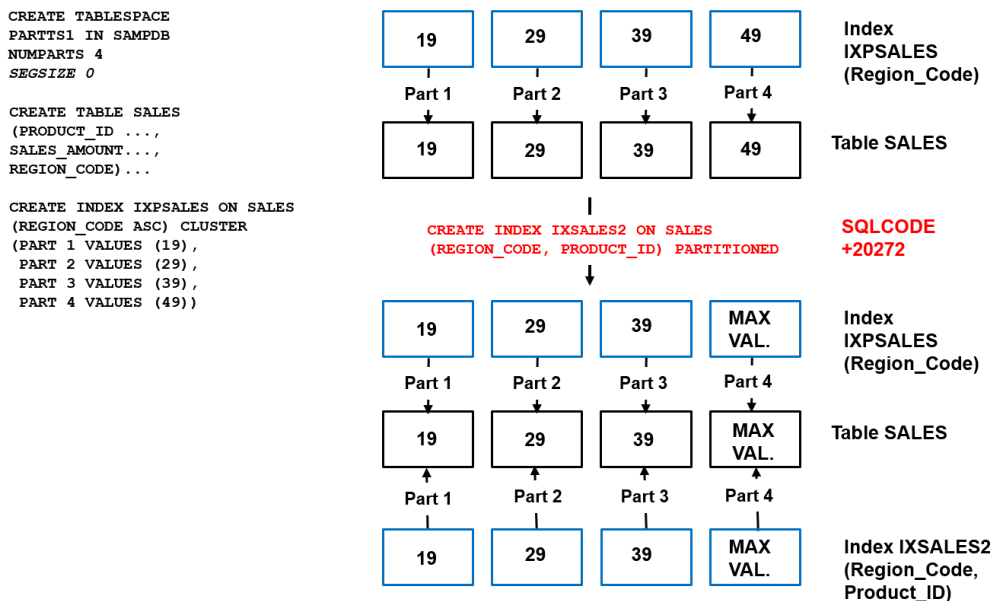 CREATE TABLESPACE
PARTTS1 IN SAMPDB
NUMPARTS 4
SEGSIZE 0
CREATE TABLE SALES
(PRODUCT_ID ...,
SALES_AMOUNT...,
REGION_CODE)...
CREATE INDEX IXPSALES ON SALES
(REGION_CODE ASC) CLUSTER
(PART 1 VALUES (19),
PART 2 VALUES (29),
PART 3 VALUES (39),
PART 4 VALUES (49))
19 29 39 49
Index
IXPSALES
(Region_Code)
Part 1 Part 2 Part 3 Part 4
19 29 39 49
Table SALES
CREATE INDEX IXSALES2 ON SALES
(REGION_CODE, PRODUCT_ID) PARTITIONED
SQLCODE
+20272
19 29 39 MAX
VAL.
Index
IXPSALES
(Region_Code)
Part 1 Part 2 Part 3 Part 4
19 29 39 MAX
VAL.
Table SALES
Part 1 Part 2 Part 3 Part 4
19 29 39 MAX
VAL.
Index IXSALES2
(Region_Code,
Product_ID)